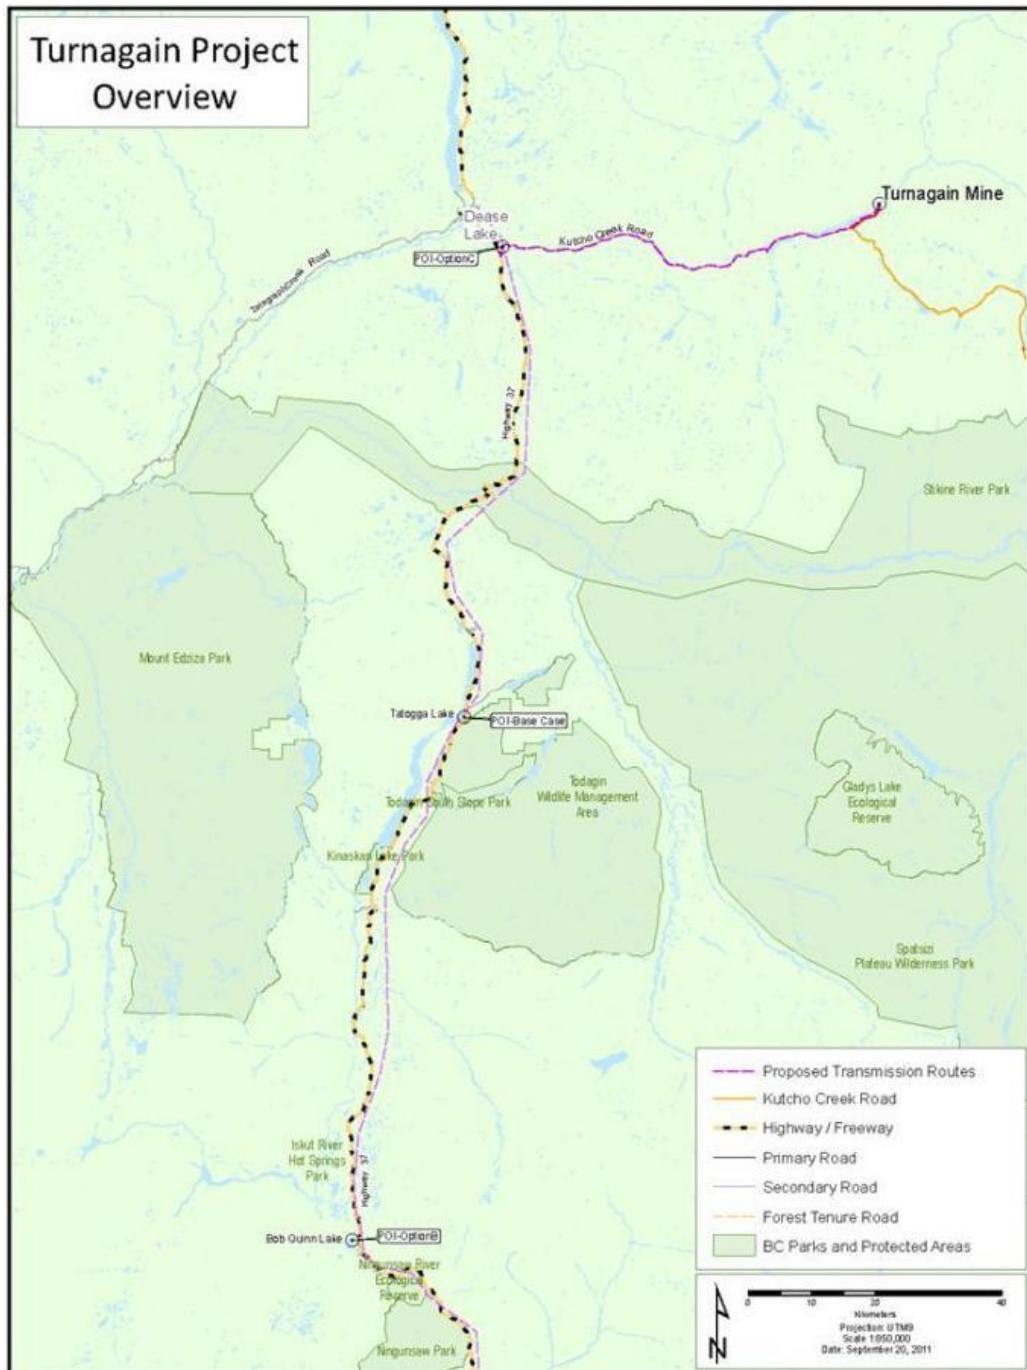 Turnagain Project
Overview
Turnagain Mine
Dease
Lake
Kutcho Creek Road
POI-OptionC
Telegraph Creek Road
Highway 37
Stikine River Park
Mount Edziza Park
Tatogga Lake
POI-Base Case
Todagin South Slope Park
Todagin
Wildlife Management
Area
Gladys Lake
Ecological
Reserve
Kinaskan Lake Park
Spatsizi
Plateau Wilderness Park
Iskut River
Hot Springs
Park
Highway 37
Bob Quinn Lake
POI-OptionB
Ningunsaw River
Ecological
Reserve
Ningunsaw Park
Proposed Transmission Routes
Kutcho Creek Road
Highway / Freeway
Primary Road
Secondary Road
Forest Tenure Road
BC Parks and Protected Areas
N
0 10 20 40
Kilometers
Projection: UTM9
Scale 1:850,000
Date: September 20, 2011